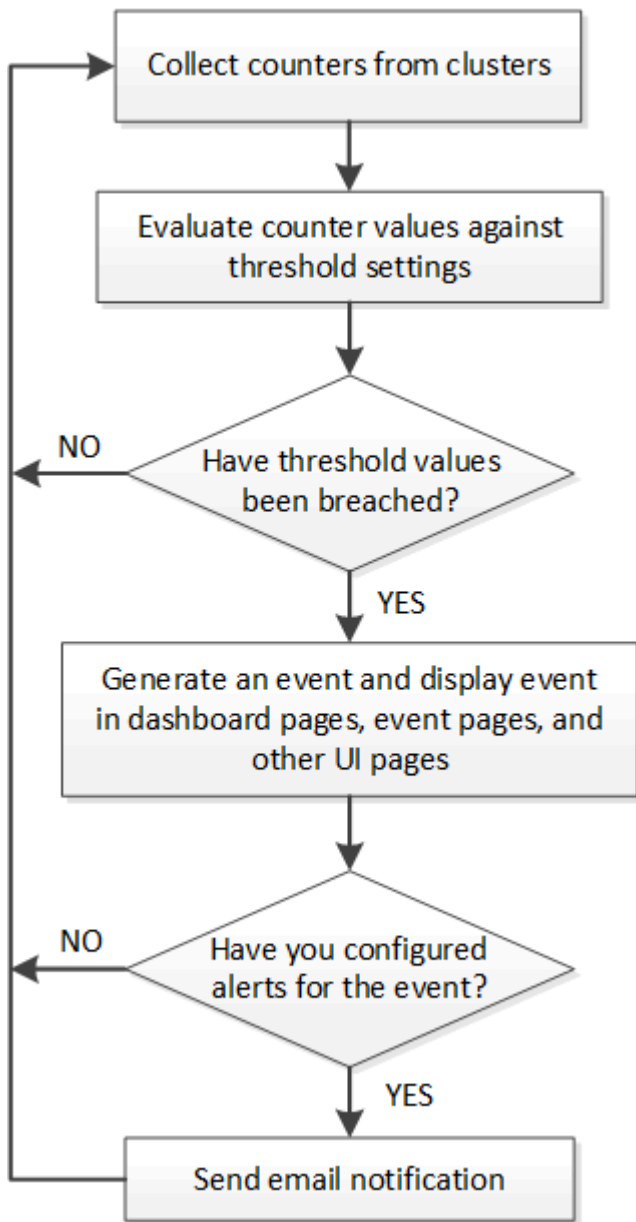 Collect counters from clusters
Evaluate counter values against
threshold settings
NO
Have threshold values
been breached?
YES
Generate an event and display event
in dashboard pages, event pages, and
other UI pages
NO
Have you configured
alerts for the event?
YES
Send email notification